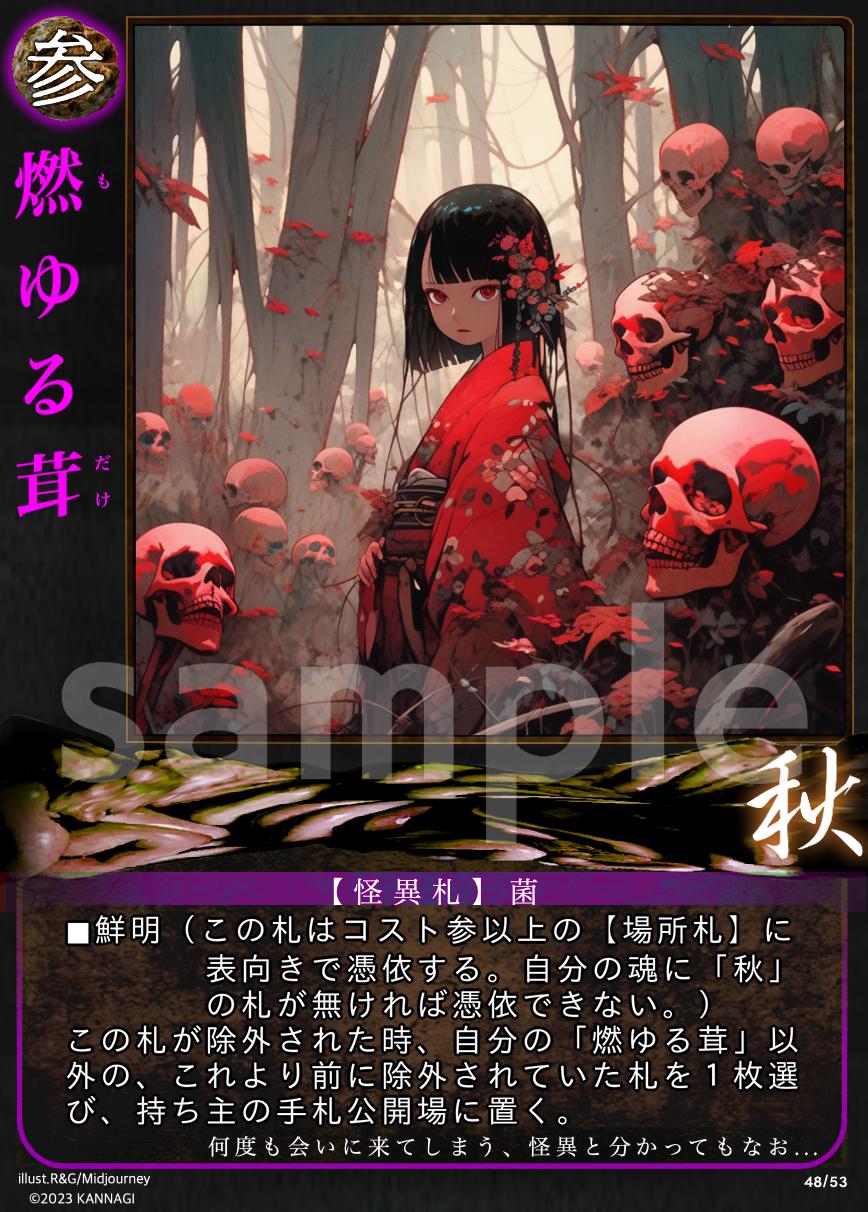 参
燃ゆる茸
も
だけ
sample
秋
【怪異札】菌
■鮮明（この札はコスト参以上の【場所札】に
表向きで憑依する。自分の魂に「秋」
の札が無ければ憑依できない。）
この札が除外された時、自分の「燃ゆる茸」以
外の、これより前に除外されていた札を１枚選
び、持ち主の手札公開場に置く。
何度も会いに来てしまう、怪異と分かってもなお…
illust.R&G/Midjourney
©2023 KANNAGI
48/53